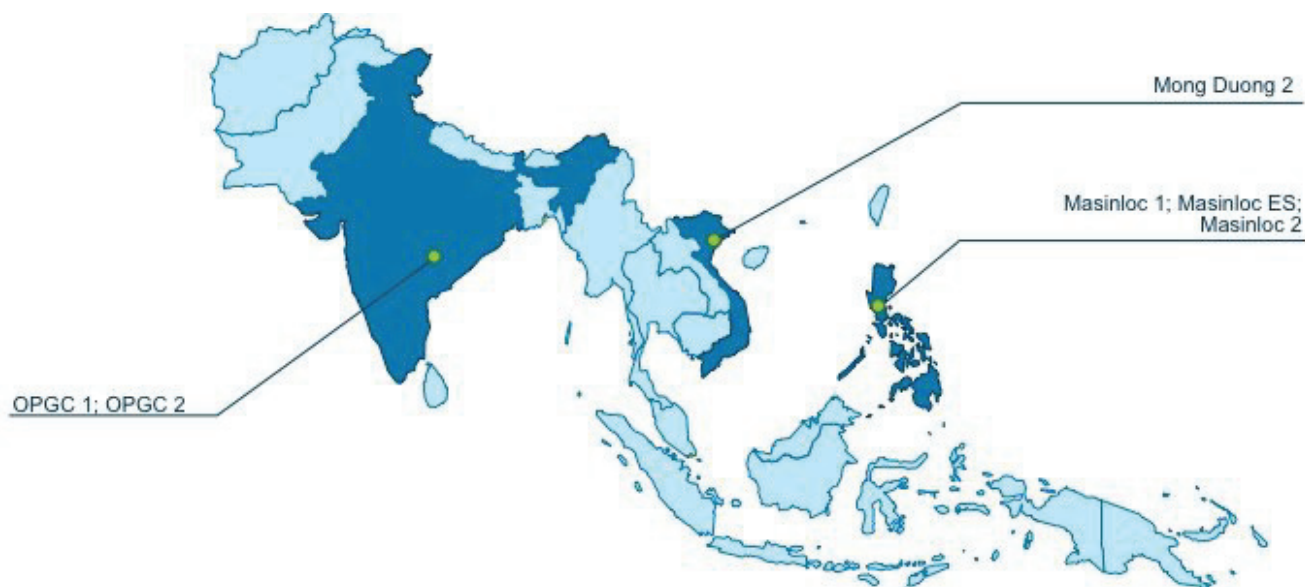 Mong Duong 2
Masinloc 1; Masinloc ES;
Masinloc 2
OPGC 1; OPGC 2